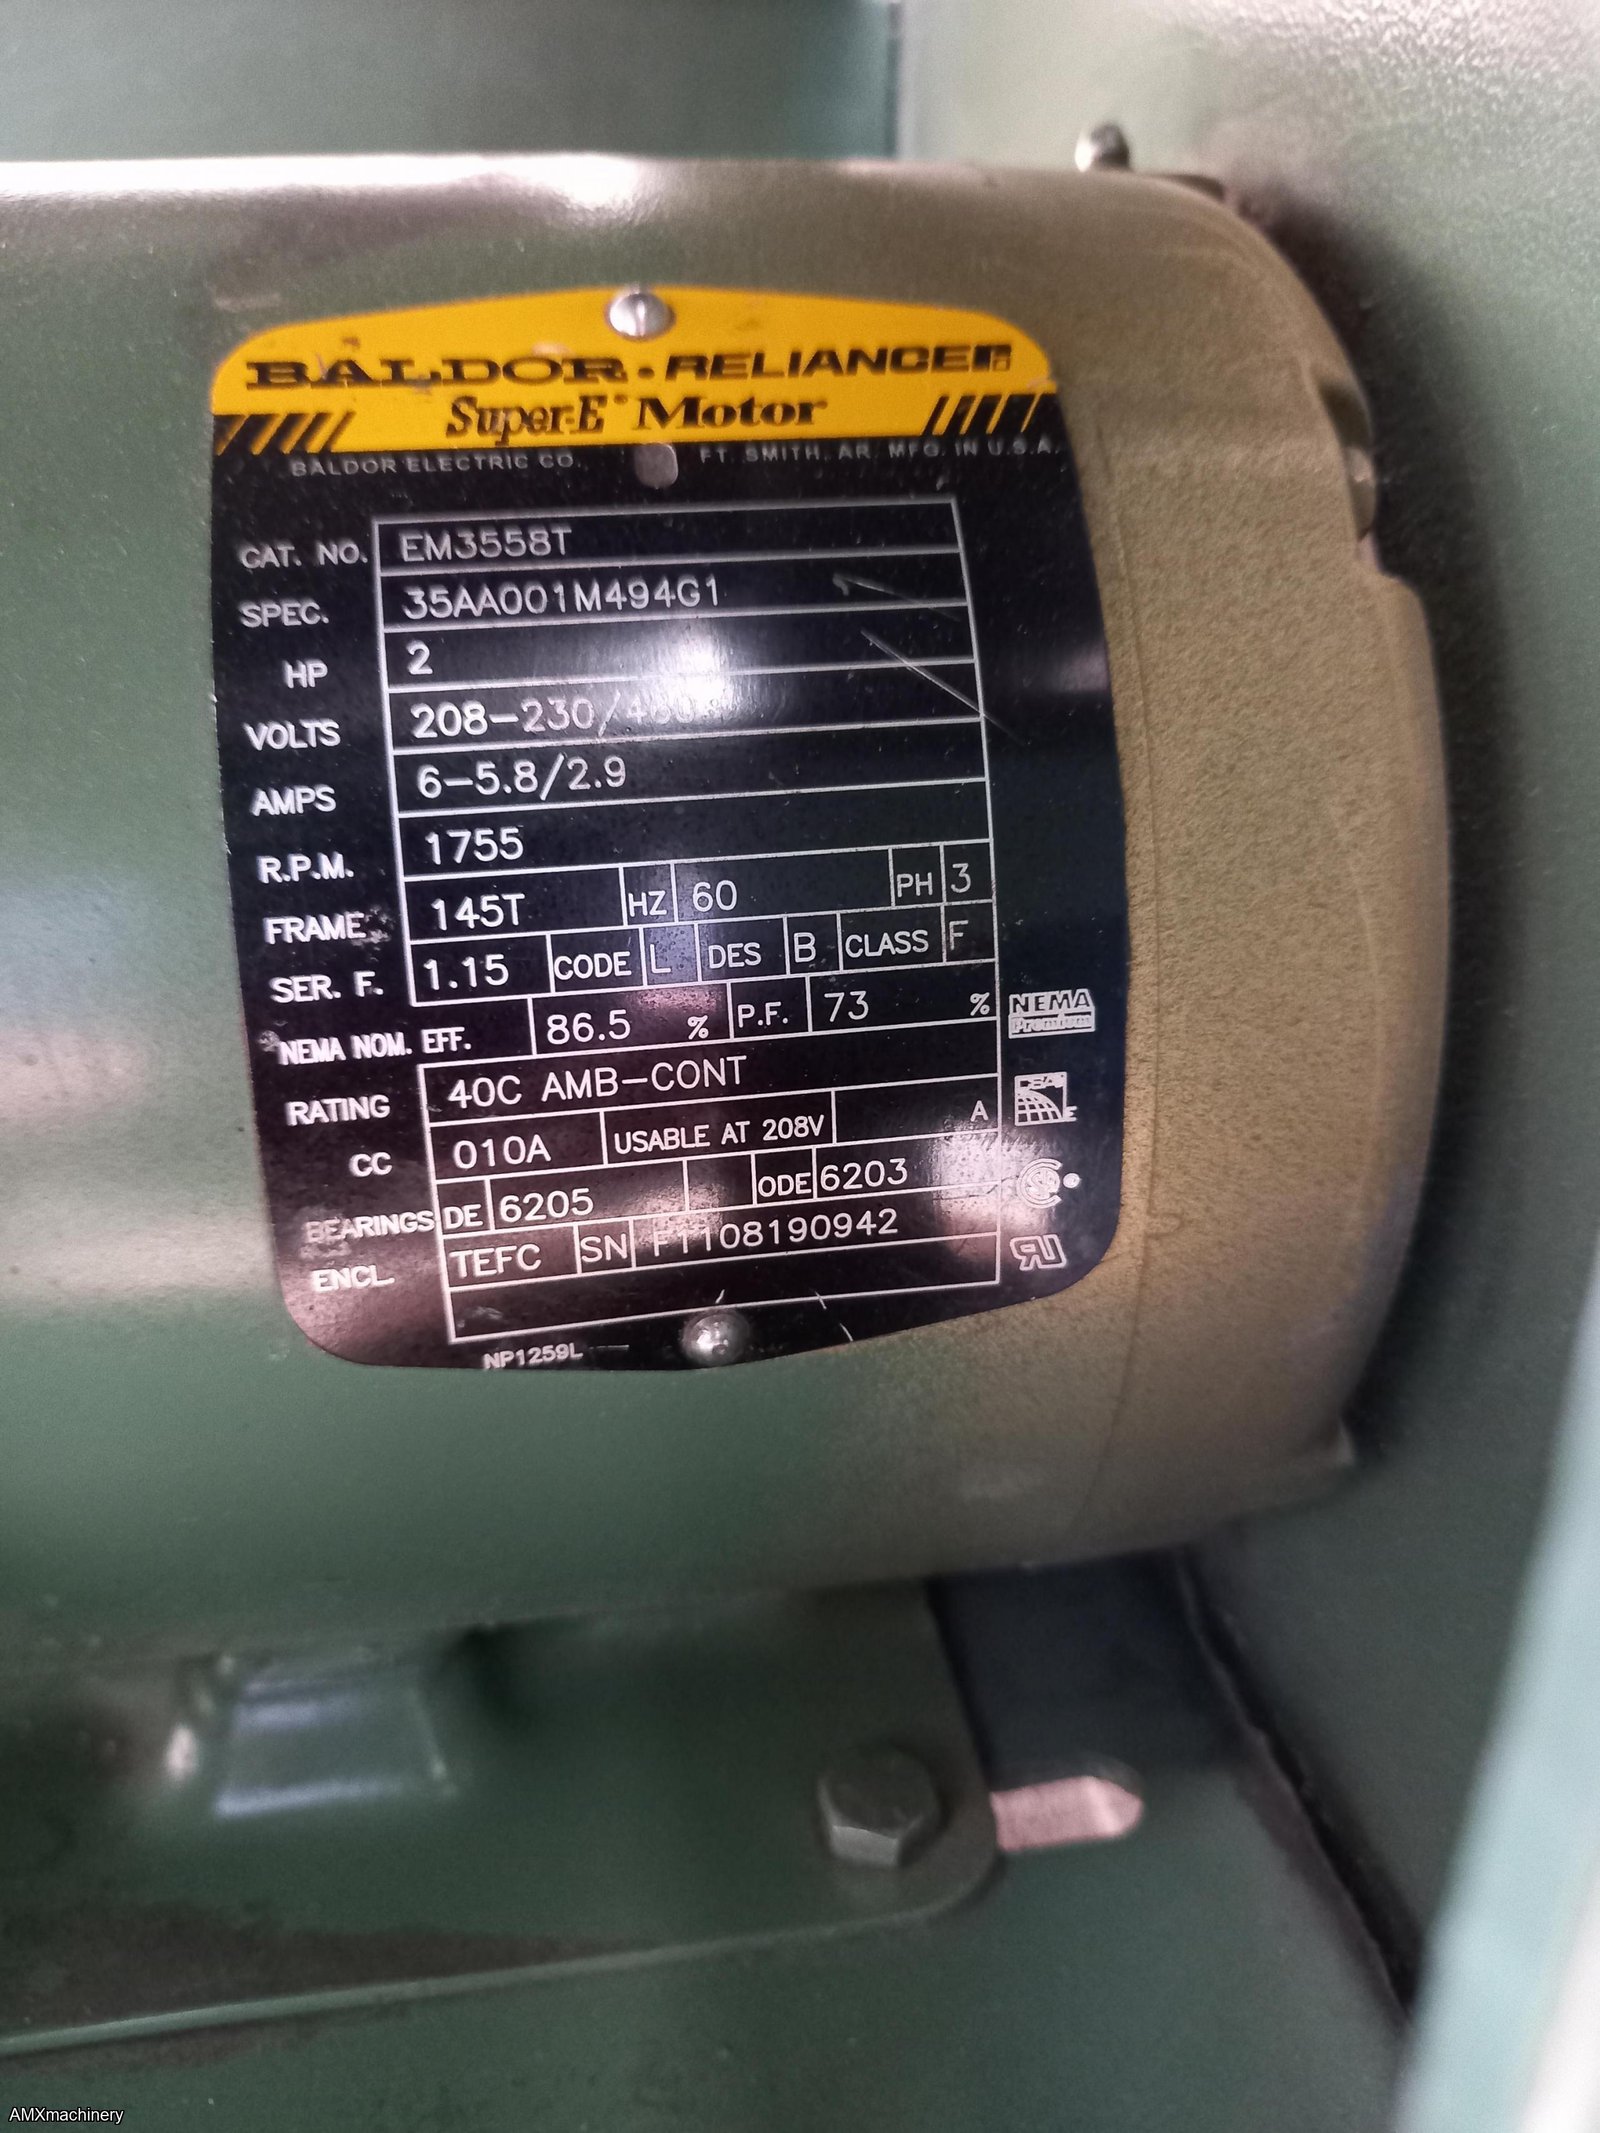 BALDOR • RELIANCER
Super-E Motor
BALDOR ELECTRIC CO. FT. SMITH, AR. MFG. IN U.S.A.
CAT. NO. EM3558T
SPEC. 35AA001M494G1
HP 2
VOLTS 208-230/460
AMPS 6-5.8/2.9
R.P.M. 1755
FRAME 145T HZ 60 PH 3
SER. F. 1.15 CODE L DES B CLASS F
NEMA NOM. EFF. 86.5 % P.F. 73 %
NEMA
Premium
RATING 40C AMB-CONT
CC 010A USABLE AT 208V A
BEARINGS DE 6205 ODE 6203
ENCL. TEFC SN F1108190942
NP1259L
AMXmachinery